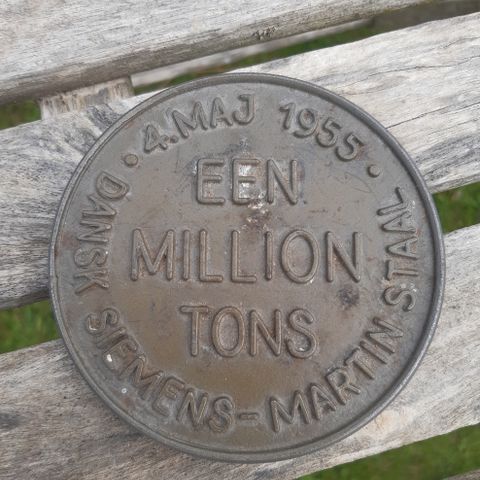 4. MAJ 1955
EEN
MILLION
TONS
DANSK SIEMENS-MARTIN STAAL